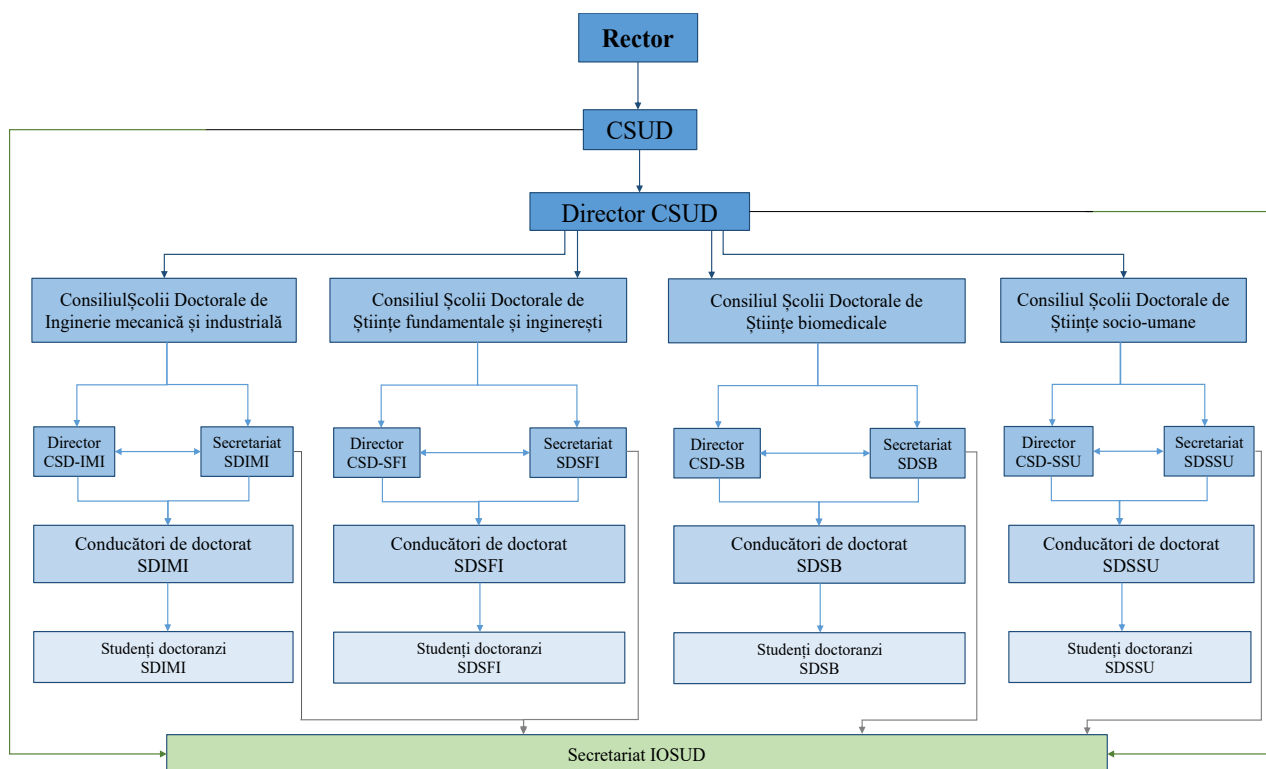 Rector
CSUD
Director CSUD
ConsiliulȘcolii Doctorale de
Inginerie mecanică și industrială
Consiliul Școlii Doctorale de
Științe fundamentale și inginerești
Consiliul Școlii Doctorale de
Științe biomedicale
Consiliul Școlii Doctorale de
Științe socio-umane
Director
CSD-IMI
Secretariat
SDIMI
Director
CSD-SFI
Secretariat
SDSFI
Director
CSD-SB
Secretariat
SDSB
Director
CSD-SSU
Secretariat
SDSSU
Conducători de doctorat
SDIMI
Conducători de doctorat
SDSFI
Conducători de doctorat
SDSB
Conducători de doctorat
SDSSU
Studenți doctoranzi
SDIMI
Studenți doctoranzi
SDSFI
Studenți doctoranzi
SDSB
Studenți doctoranzi
SDSSU
Secretariat IOSUD